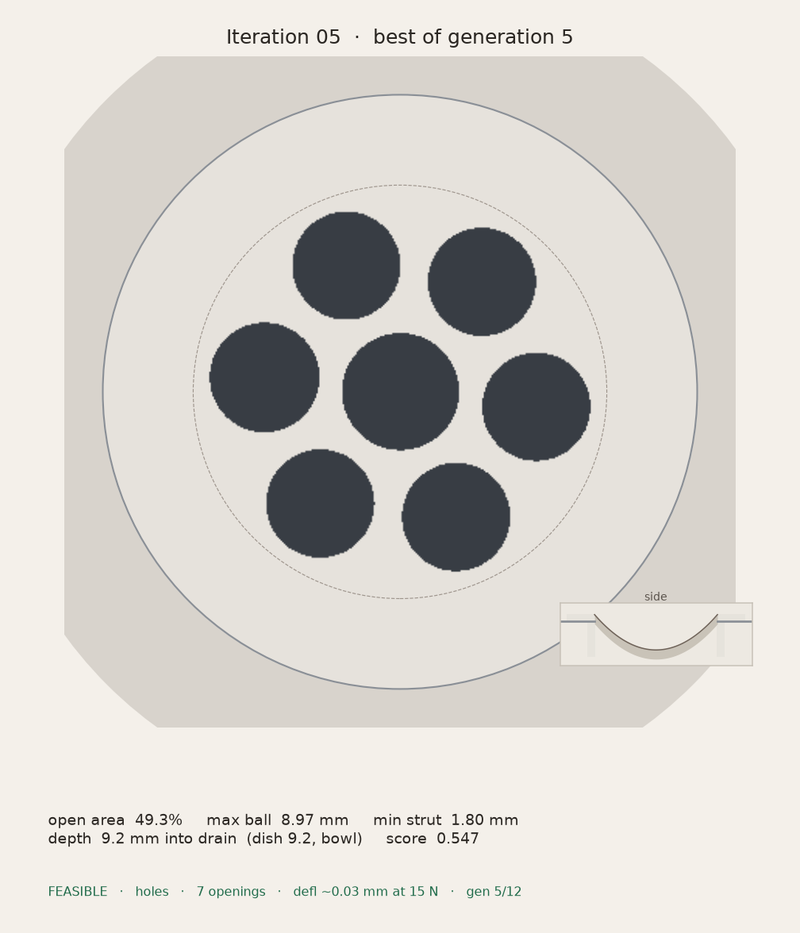 Iteration 05 · best of generation 5
side
open area 49.3% max ball 8.97 mm min strut 1.80 mm
depth 9.2 mm into drain (dish 9.2, bowl) score 0.547
FEASIBLE · holes · 7 openings · defl ~0.03 mm at 15 N · gen 5/12